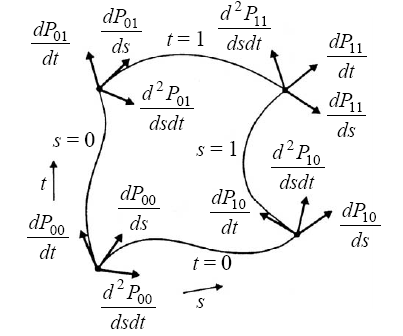 dP₀₁/dt
dP₀₁/ds
t = 1
d²P₁₁/dsdt
dP₁₁/dt
d²P₀₁/dsdt
dP₁₁/ds
s = 0
s = 1
d²P₁₀/dsdt
t
dP₀₀/dt
dP₀₀/ds
dP₁₀/dt
dP₁₀/ds
t = 0
d²P₀₀/dsdt
s